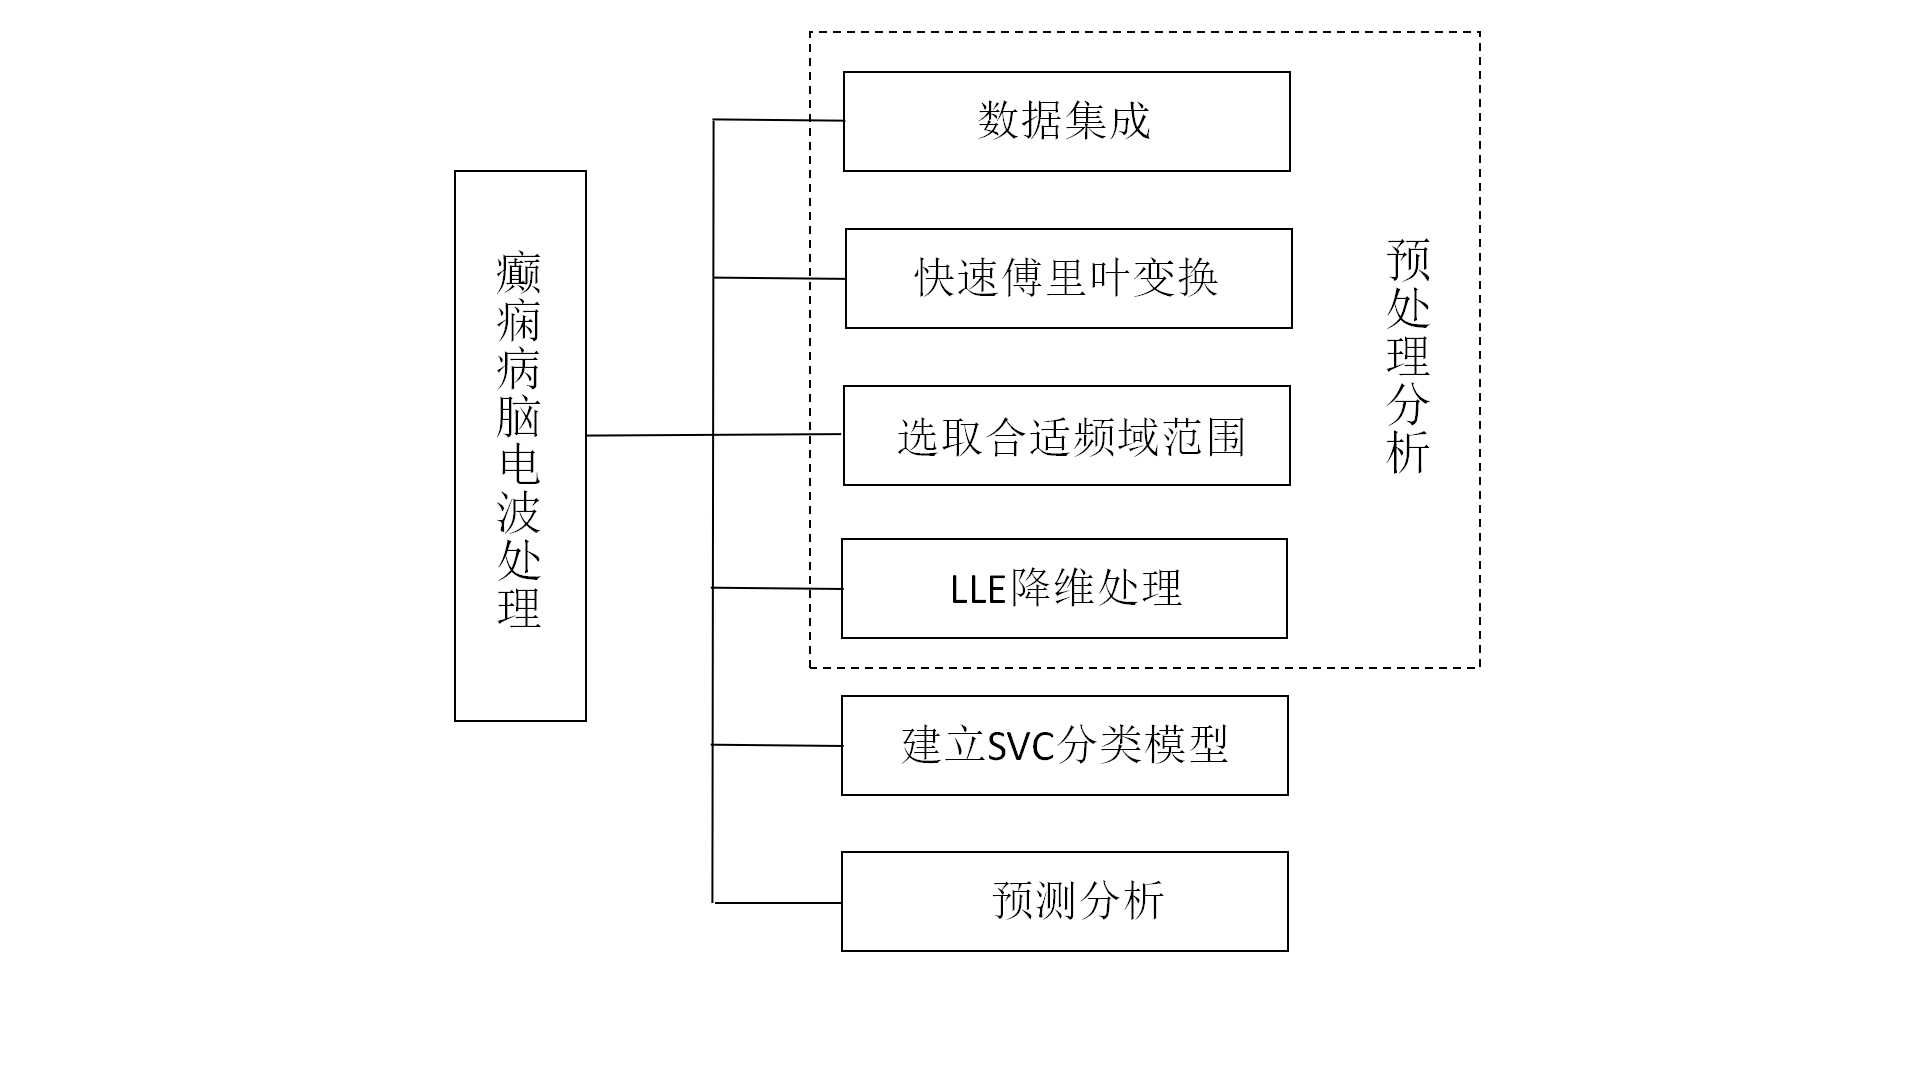 癫痫病脑电波处理
数据集成
快速傅里叶变换
选取合适频域范围
LLE降维处理
预处理分析
建立SVC分类模型
预测分析